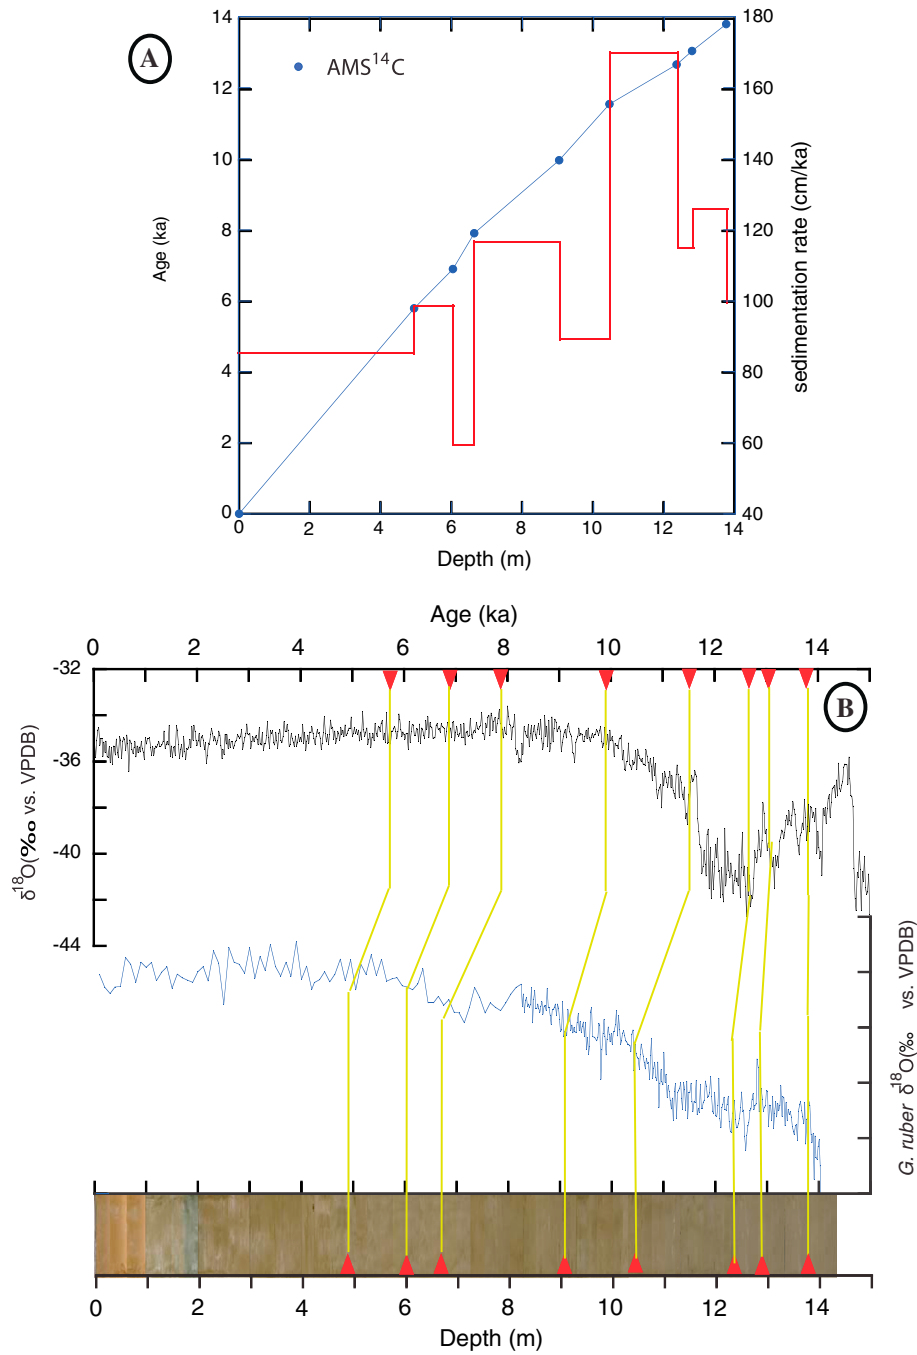 A
AMS¹⁴C
14
12
10
8
6
4
2
0
Age (ka)
180
160
140
120
100
80
60
40
sedimentation rate (cm/ka)
0 2 4 6 8 10 12 14
Depth (m)
Age (ka)
0 2 4 6 8 10 12 14
B
-32
-36
-40
-44
δ¹⁸O(‰ vs. VPDB)
G. ruber δ¹⁸O(‰ vs. VPDB)
0 2 4 6 8 10 12 14
Depth (m)